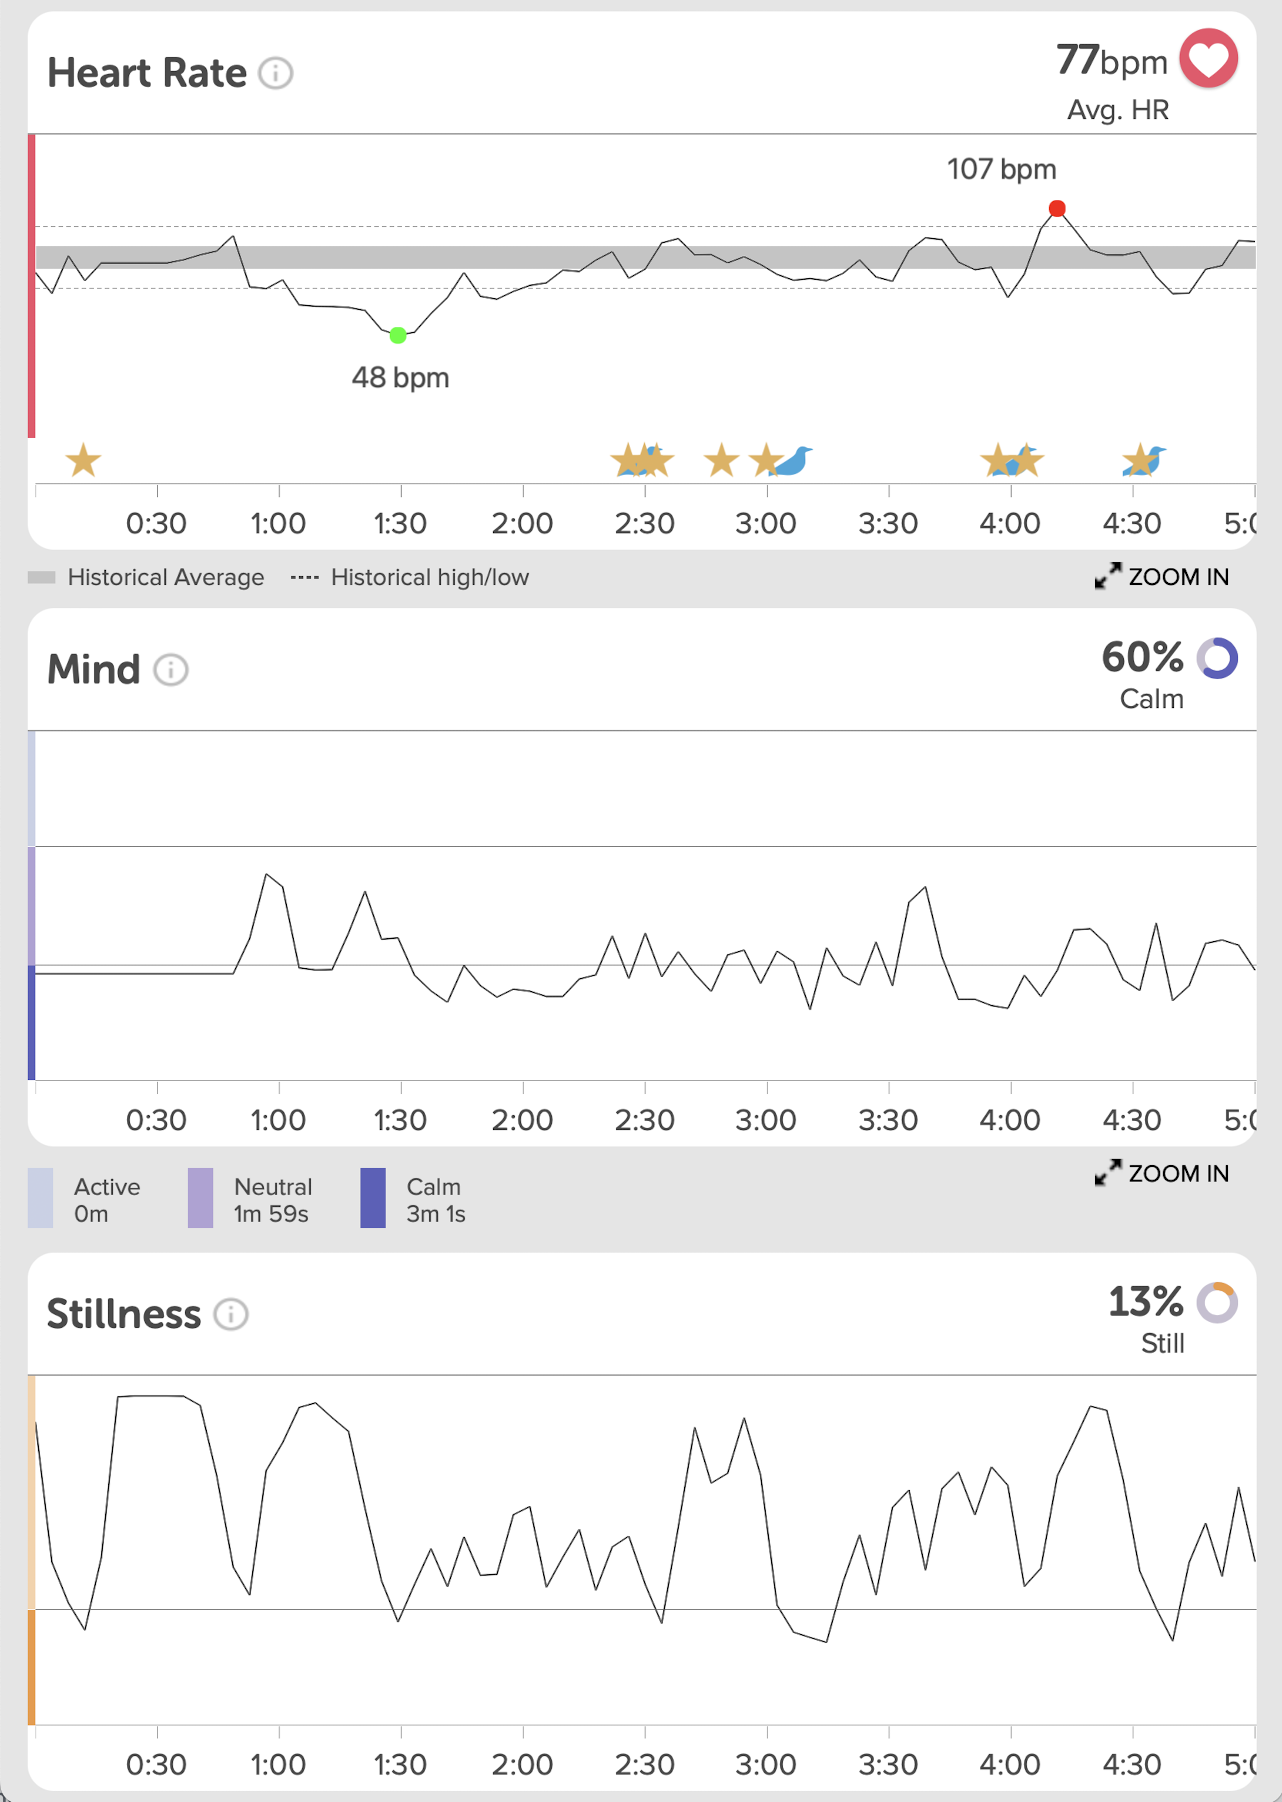 Heart Rate
77bpm
Avg. HR
107 bpm
48 bpm
0:30 1:00 1:30 2:00 2:30 3:00 3:30 4:00 4:30 5:0
Historical Average Historical high/low ZOOM IN
Mind
60%
Calm
0:30 1:00 1:30 2:00 2:30 3:00 3:30 4:00 4:30 5:0
ZOOM IN
Active Neutral Calm
0m 1m 59s 3m 1s
Stillness
13%
Still
0:30 1:00 1:30 2:00 2:30 3:00 3:30 4:00 4:30 5:0